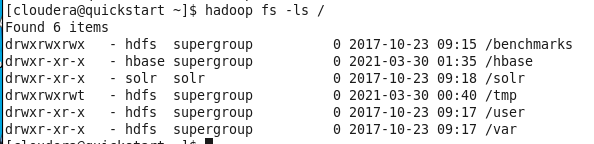 [cloudera@quickstart ~]$ hadoop fs -ls /
Found 6 items
drwxrwxrwx   - hdfs  supergroup          0 2017-10-23 09:15 /benchmarks
drwxr-xr-x   - hbase supergroup          0 2021-03-30 01:35 /hbase
drwxr-xr-x   - solr  solr                0 2017-10-23 09:18 /solr
drwxrwxrwt   - hdfs  supergroup          0 2021-03-30 00:40 /tmp
drwxr-xr-x   - hdfs  supergroup          0 2017-10-23 09:17 /user
drwxr-xr-x   - hdfs  supergroup          0 2017-10-23 09:17 /var
[cloudera@quickstart ~]$